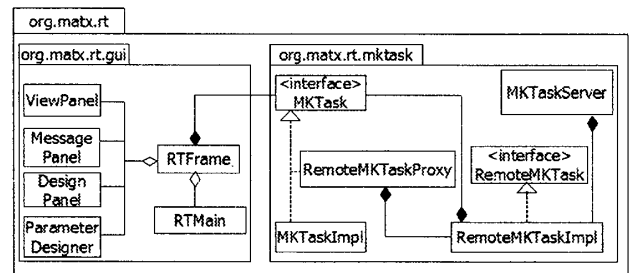 org.matx.rt
org.matx.rt.gui
ViewPanel
Message
Panel
Design
Panel
Parameter
Designer
RTFrame
RTMain
org.matx.rt.mktask
<interface>
MKTask
MKTaskServer
RemoteMKTaskProxy
<interface>
RemoteMKTask
MKTaskImpl
RemoteMKTaskImpl